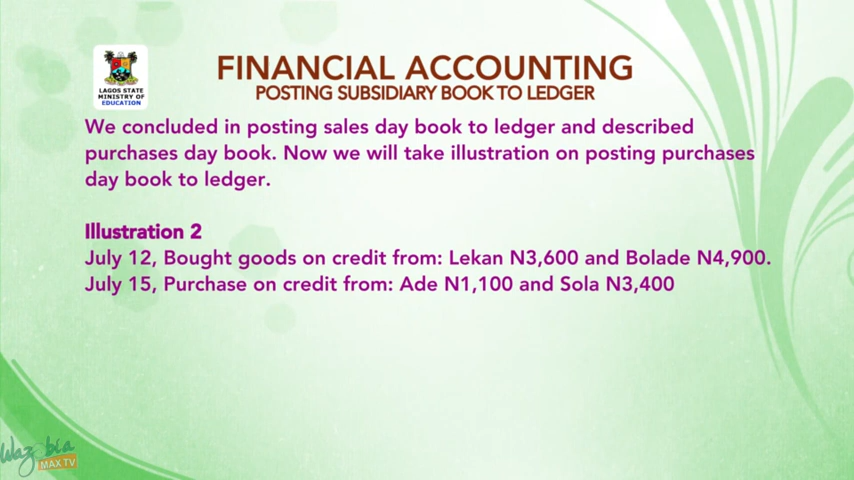 LAGOS STATE
MINISTRY OF
EDUCATION
FINANCIAL ACCOUNTING
POSTING SUBSIDIARY BOOK TO LEDGER
We concluded in posting sales day book to ledger and described
purchases day book. Now we will take illustration on posting purchases
day book to ledger.
Illustration 2
July 12, Bought goods on credit from: Lekan N3,600 and Bolade N4,900.
July 15, Purchase on credit from: Ade N1,100 and Sola N3,400
Wazobia
MAX TV